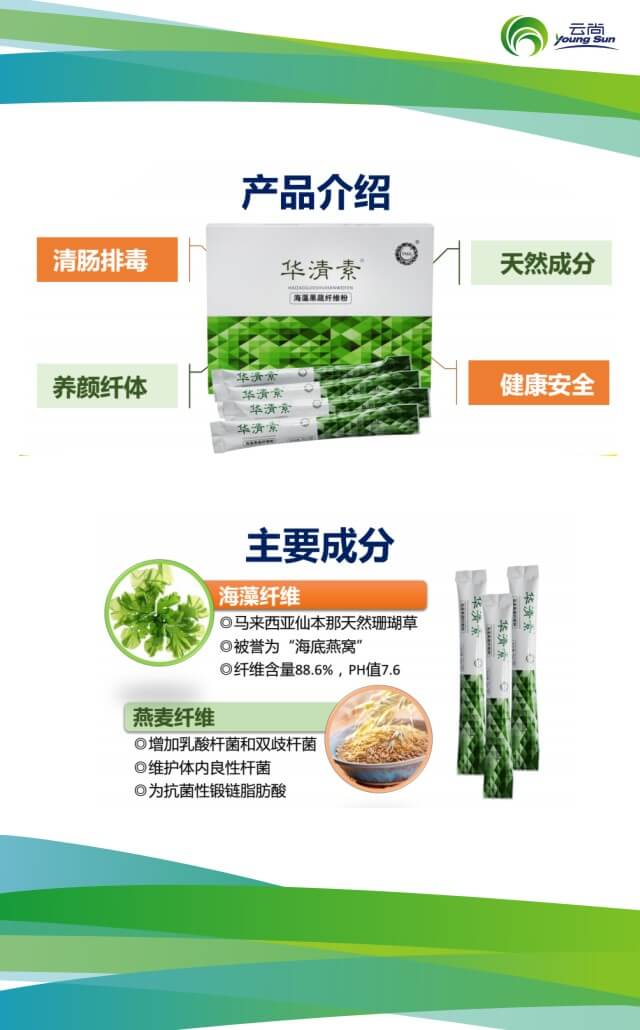 云尚
Young Sun
产品介绍
清肠排毒
天然成分
养颜纤体
健康安全
华清素
HAIZAOGUOSHUXIANWEIFEN
海藻果蔬纤维粉
华清素
华清素
华清素
华清素
主要成分
海藻纤维
◎马来西亚仙本那天然珊瑚草
◎被誉为“海底燕窝”
◎纤维含量88.6%，PH值7.6
燕麦纤维
◎增加乳酸杆菌和双歧杆菌
◎维护体内良性杆菌
◎为抗菌性锻链脂肪酸
华清素
华清素
华清素